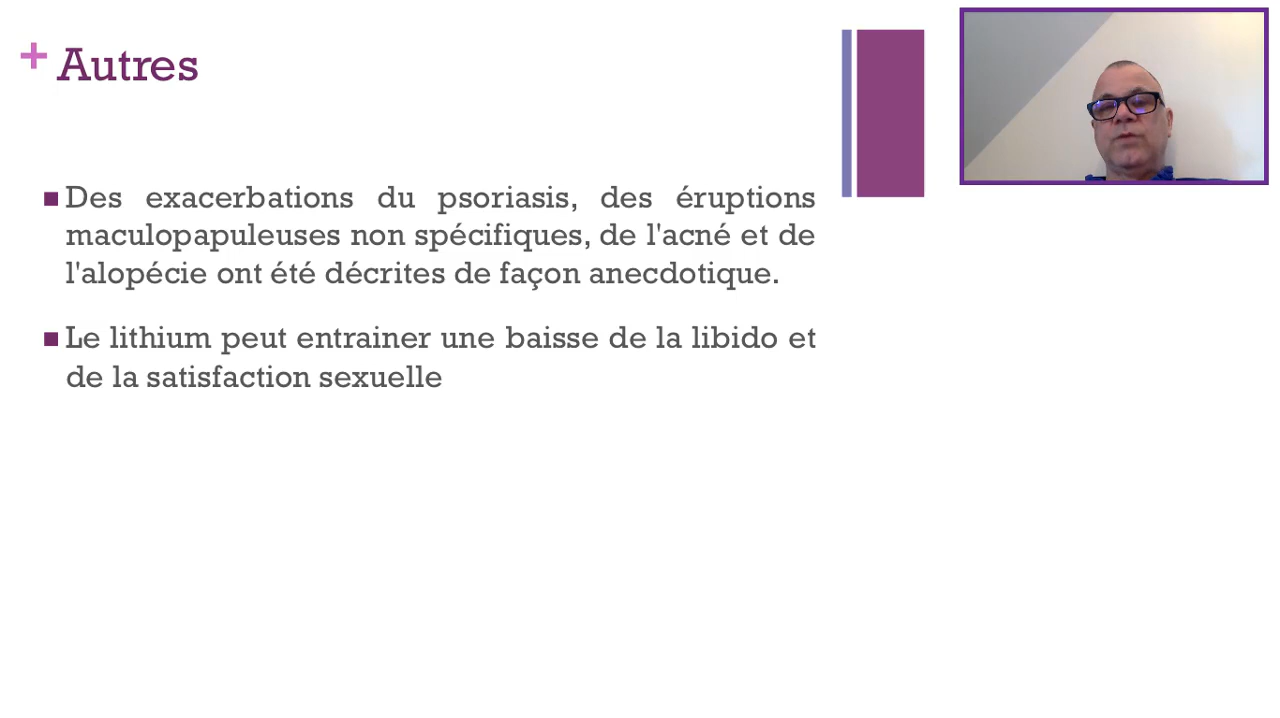 + Autres
Des exacerbations du psoriasis, des éruptions
maculopapuleuses non spécifiques, de l'acné et de
l'alopécie ont été décrites de façon anecdotique.
Le lithium peut entrainer une baisse de la libido et
de la satisfaction sexuelle